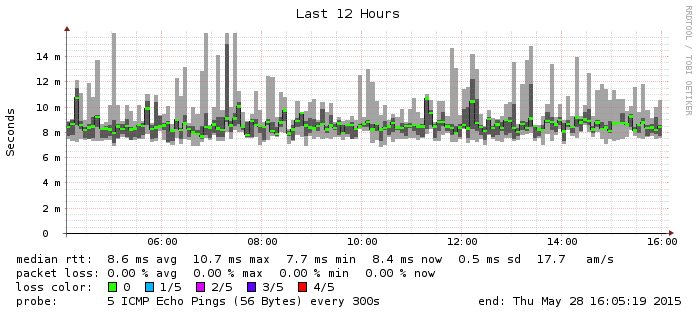 Last 12 Hours
RRDTOOL / TOBI OETIKER
Seconds
14 m
12 m
10 m
8 m
6 m
4 m
2 m
0
06:00 08:00 10:00 12:00 14:00 16:00
median rtt: 8.6 ms avg 10.7 ms max 7.7 ms min 8.4 ms now 0.5 ms sd 17.7 am/s
packet loss: 0.00 % avg 0.00 % max 0.00 % min 0.00 % now
loss color: 0 1/5 2/5 3/5 4/5
probe: 5 ICMP Echo Pings (56 Bytes) every 300s end: Thu May 28 16:05:19 2015